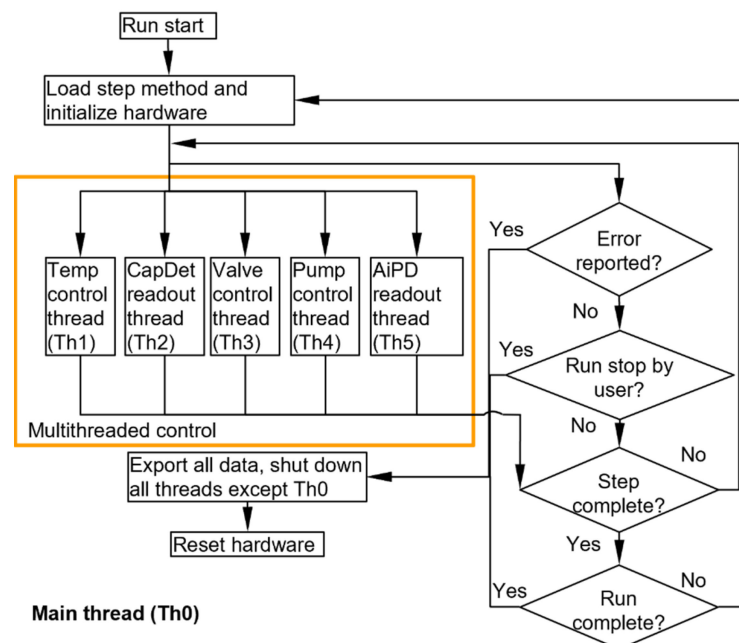 Run start
Load step method and
initialize hardware
Yes
Error
reported?
No
Temp
control
thread
(Th1)
CapDet
readout
thread
(Th2)
Valve
control
thread
(Th3)
Pump
control
thread
(Th4)
AiPD
readout
thread
(Th5)
Yes
Run stop by
user?
No
Multithreaded control
Export all data, shut down
all threads except Th0
Reset hardware
No
Step
complete?
Yes
Yes
Run
complete?
No
Main thread (Th0)